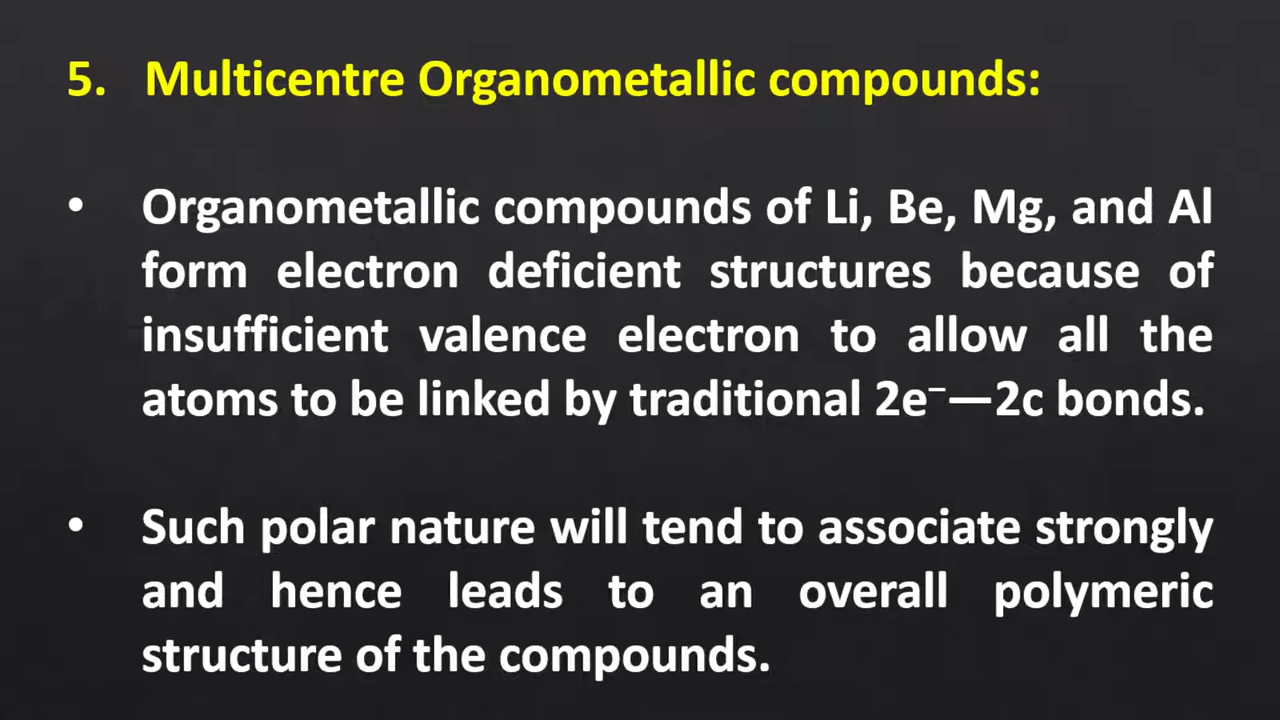 5. Multicentre Organometallic compounds:
• Organometallic compounds of Li, Be, Mg, and Al
form electron deficient structures because of
insufficient valence electron to allow all the
atoms to be linked by traditional 2e⁻—2c bonds.
• Such polar nature will tend to associate strongly
and hence leads to an overall polymeric
structure of the compounds.